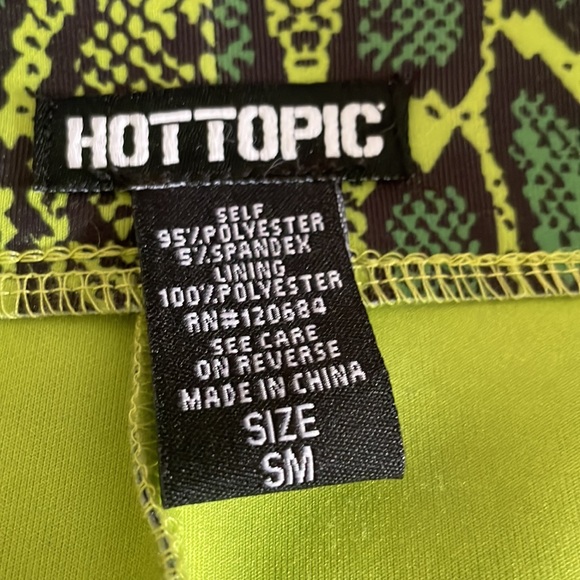 HOTTOPIC
SELF
95%POLYESTER
5%SPANDEX
LINING
100%POLYESTER
RN#120684
SEE CARE
ON REVERSE
MADE IN CHINA
SIZE
SM